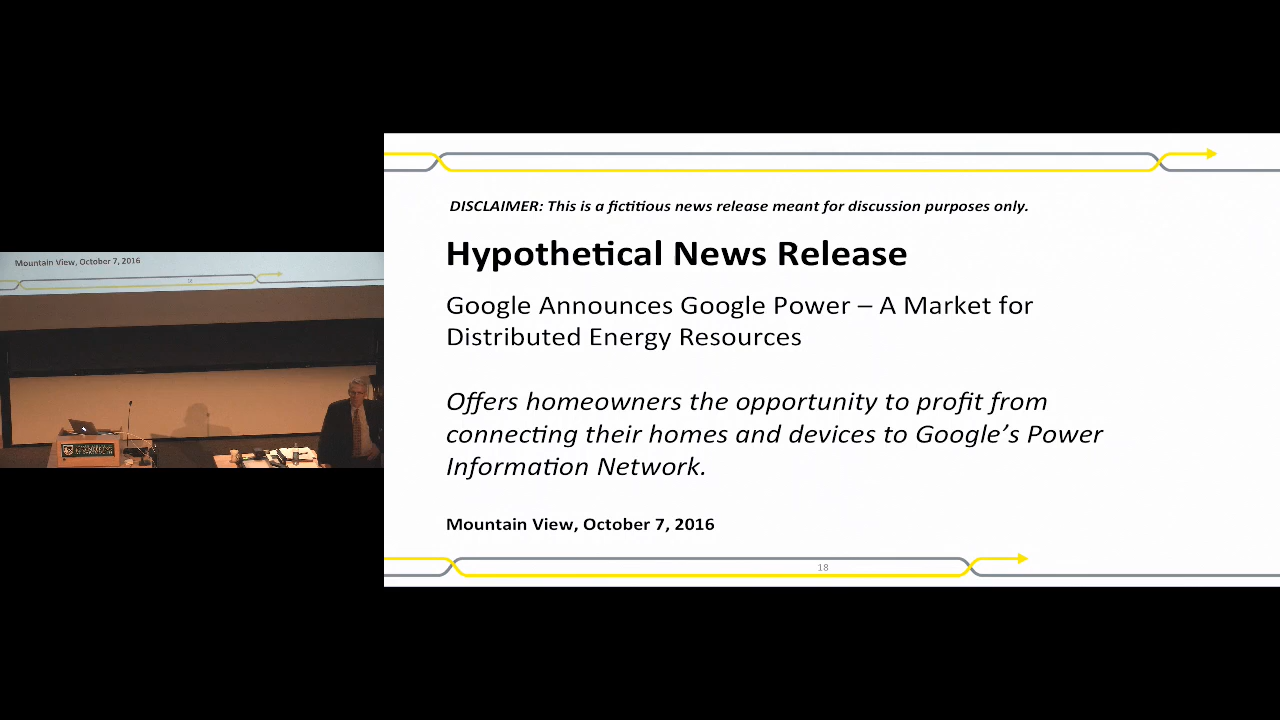 DISCLAIMER: This is a fictitious news release meant for discussion purposes only.
Hypothetical News Release
Google Announces Google Power – A Market for
Distributed Energy Resources
Offers homeowners the opportunity to profit from
connecting their homes and devices to Google’s Power
Information Network.
Mountain View, October 7, 2016
18
Mountain View, October 7, 2016